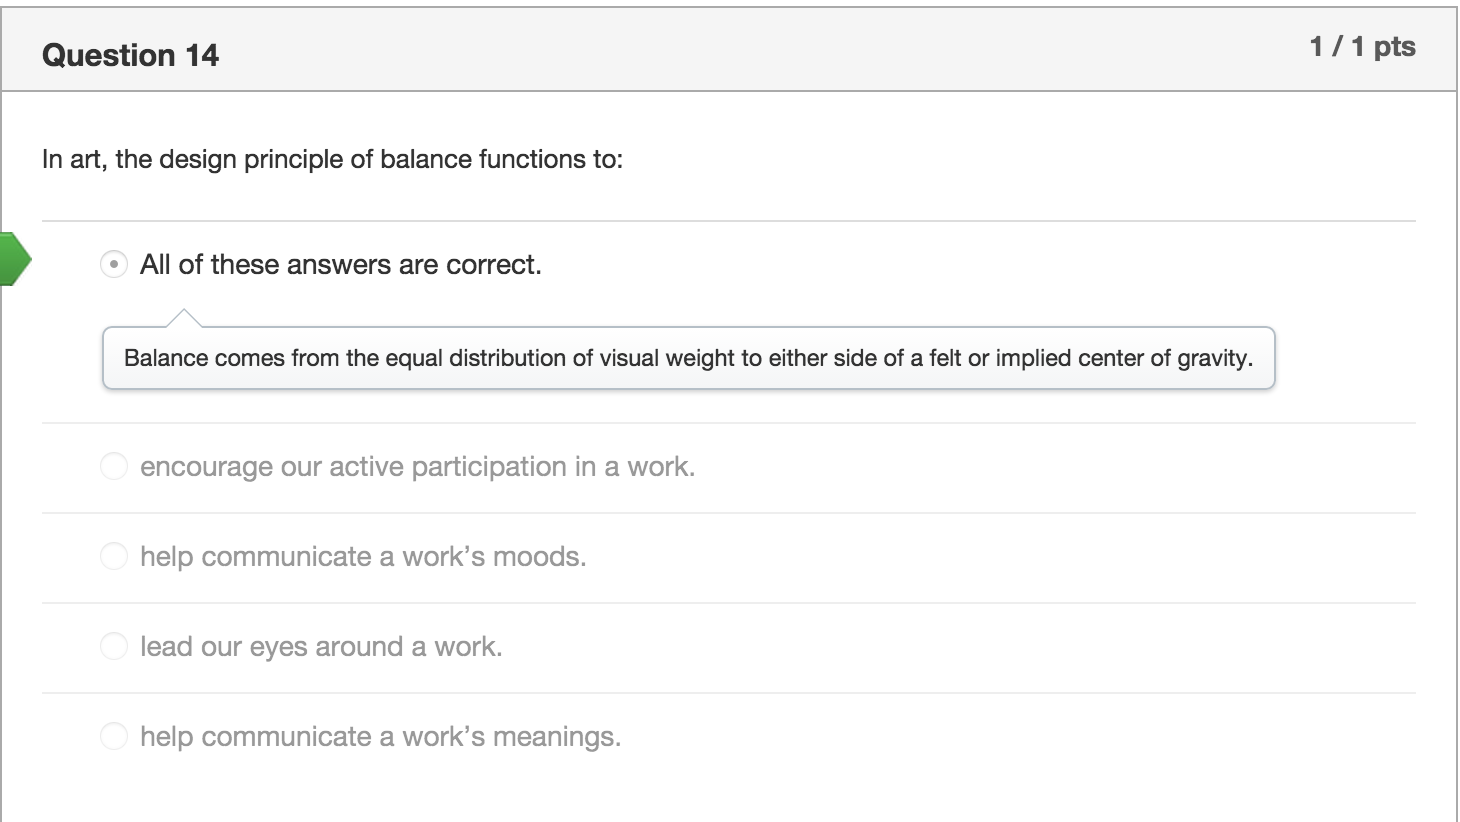 Question 14
1 / 1 pts
In art, the design principle of balance functions to:
All of these answers are correct.
Balance comes from the equal distribution of visual weight to either side of a felt or implied center of gravity.
encourage our active participation in a work.
help communicate a work’s moods.
lead our eyes around a work.
help communicate a work’s meanings.